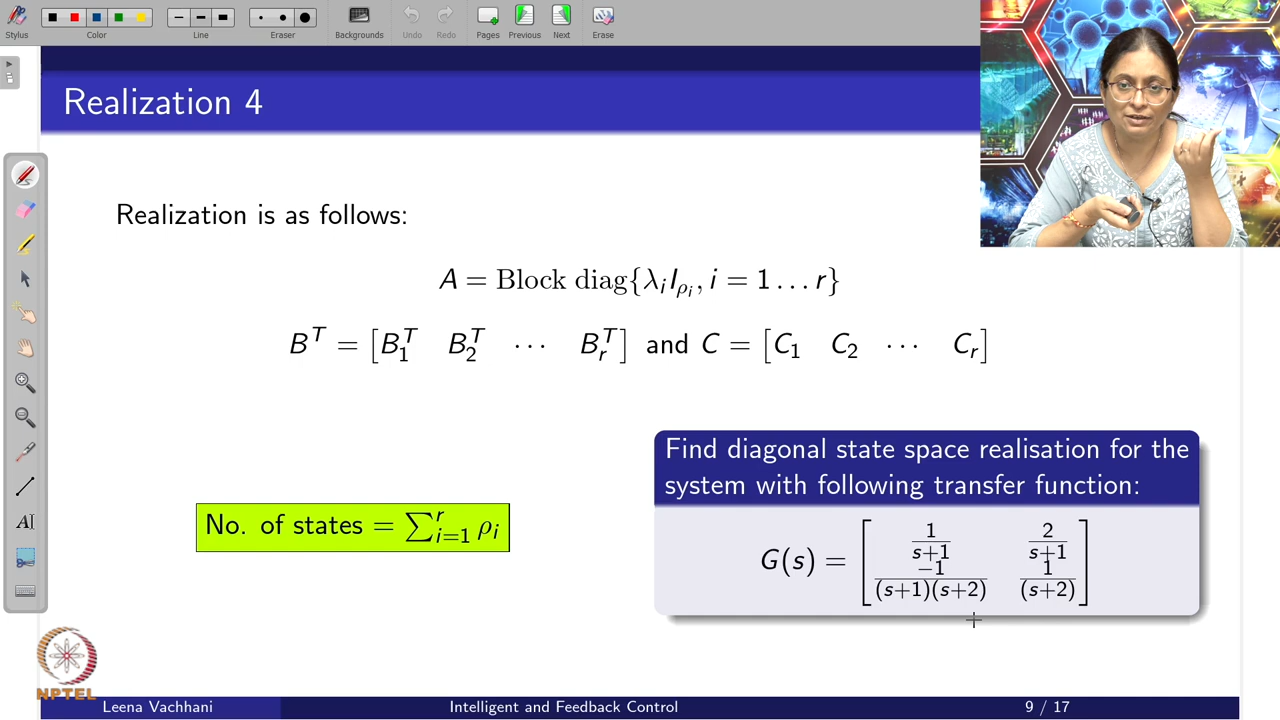 Stylus
Color
Line
Eraser
Backgrounds
Undo
Redo
Pages
Previous
Next
Erase
Realization 4
Realization is as follows:
A = Block diag{λ_i I_{ρ_i}, i = 1 … r}
B^T = [B_1^T B_2^T ⋯ B_r^T] and C = [C_1 C_2 ⋯ C_r]
Find diagonal state space realisation for the
system with following transfer function:
No. of states = ∑_{i=1}^{r} ρ_i
G(s) = [ 1/(s+1) 2/(s+1)
-1/((s+1)(s+2)) 1/(s+2) ]
AI
NPTEL
Leena Vachhani
Intelligent and Feedback Control
9 / 17